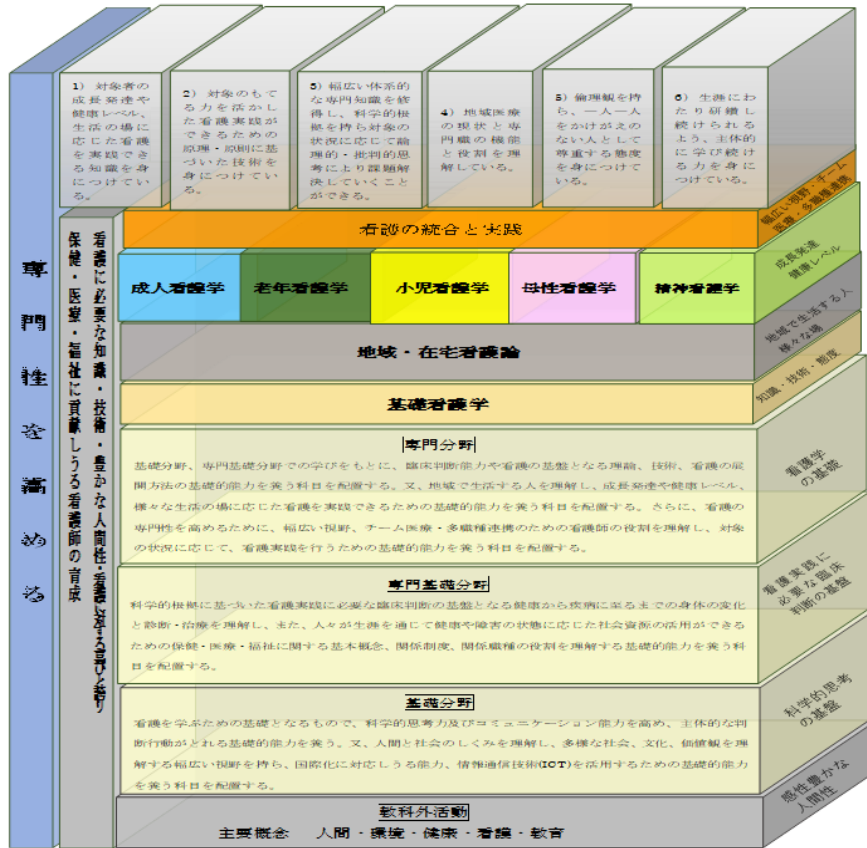 専門性を高める
看護に必要な知識・技術・豊かな人間性・看護に対する喜びと誇り
保健・医療・福祉に貢献しうる看護師の育成
1) 対象者の
成長発達や
健康レベル、
生活の場に
応じた看護
を実践でき
る知識を身
につけてい
る。
2) 対象のもて
る力を活かし
た看護実践が
できるための
原理・原則に基
づいた技術を
身につけてい
る。
3) 幅広い体系的
な専門知識を修
得し、科学的根
拠を持ち対象の
状況に応じて論
理的・批判的思
考により課題解
決していくこと
ができる。
4) 地域医療
の現状と専
門職の機能
と役割を理
解している。
5) 倫理観を持
ち、一人一人
をかけがえの
ない人として
尊重する態度
を身につけて
いる。
6) 生涯にわ
たり研鑽し
続けられる
よう、主体的
に学び続け
る力を身に
つけている。
看護の統合と実践
幅広い視野・チーム
医療・多職種連携
成人看護学
老年看護学
小児看護学
母性看護学
精神看護学
成長発達
健康レベル
地域・在宅看護論
地域で生活する人
様々な場
基礎看護学
知識・技術・態度
専門分野
基礎分野、専門基礎分野での学びをもとに、臨床判断能力や看護の基盤となる理論、技術、看護の展
開方法の基礎的能力を養う科目を配置する。又、地域で生活する人を理解し、成長発達や健康レベル、
様々な生活の場に応じた看護を実践できるための基礎的能力を養う科目を配置する。さらに、看護の
専門性を高めるために、幅広い視野、チーム医療・多職種連携のための看護師の役割を理解し、対象
の状況に応じて、看護実践を行うための基礎的能力を養う科目を配置する。
看護学
の基礎
専門基礎分野
科学的根拠に基づいた看護実践に必要な臨床判断の基盤となる健康から疾病に至るまでの身体の変化
と診断・治療を理解し、また、人々が生涯を通じて健康や障害の状態に応じた社会資源の活用ができる
ための保健・医療・福祉に関する基本概念、関係制度、関係職種の役割を理解する基礎的能力を養う科
目を配置する。
看護実践に
必要な臨床
判断の基盤
基礎分野
看護を学ぶための基礎となるもので、科学的思考力及びコミュニケーション能力を高め、主体的な判
断行動がとれる基礎的能力を養う。又、人間と社会のしくみを理解し、多様な社会、文化、価値観を理
解する幅広い視野を持ち、国際化に対応しうる能力、情報通信技術(ICT)を活用するための基礎的能力
を養う科目を配置する。
科学的思考
の基盤
教科外活動
主要概念 人間・環境・健康・看護・教育
感性豊かな
人間性